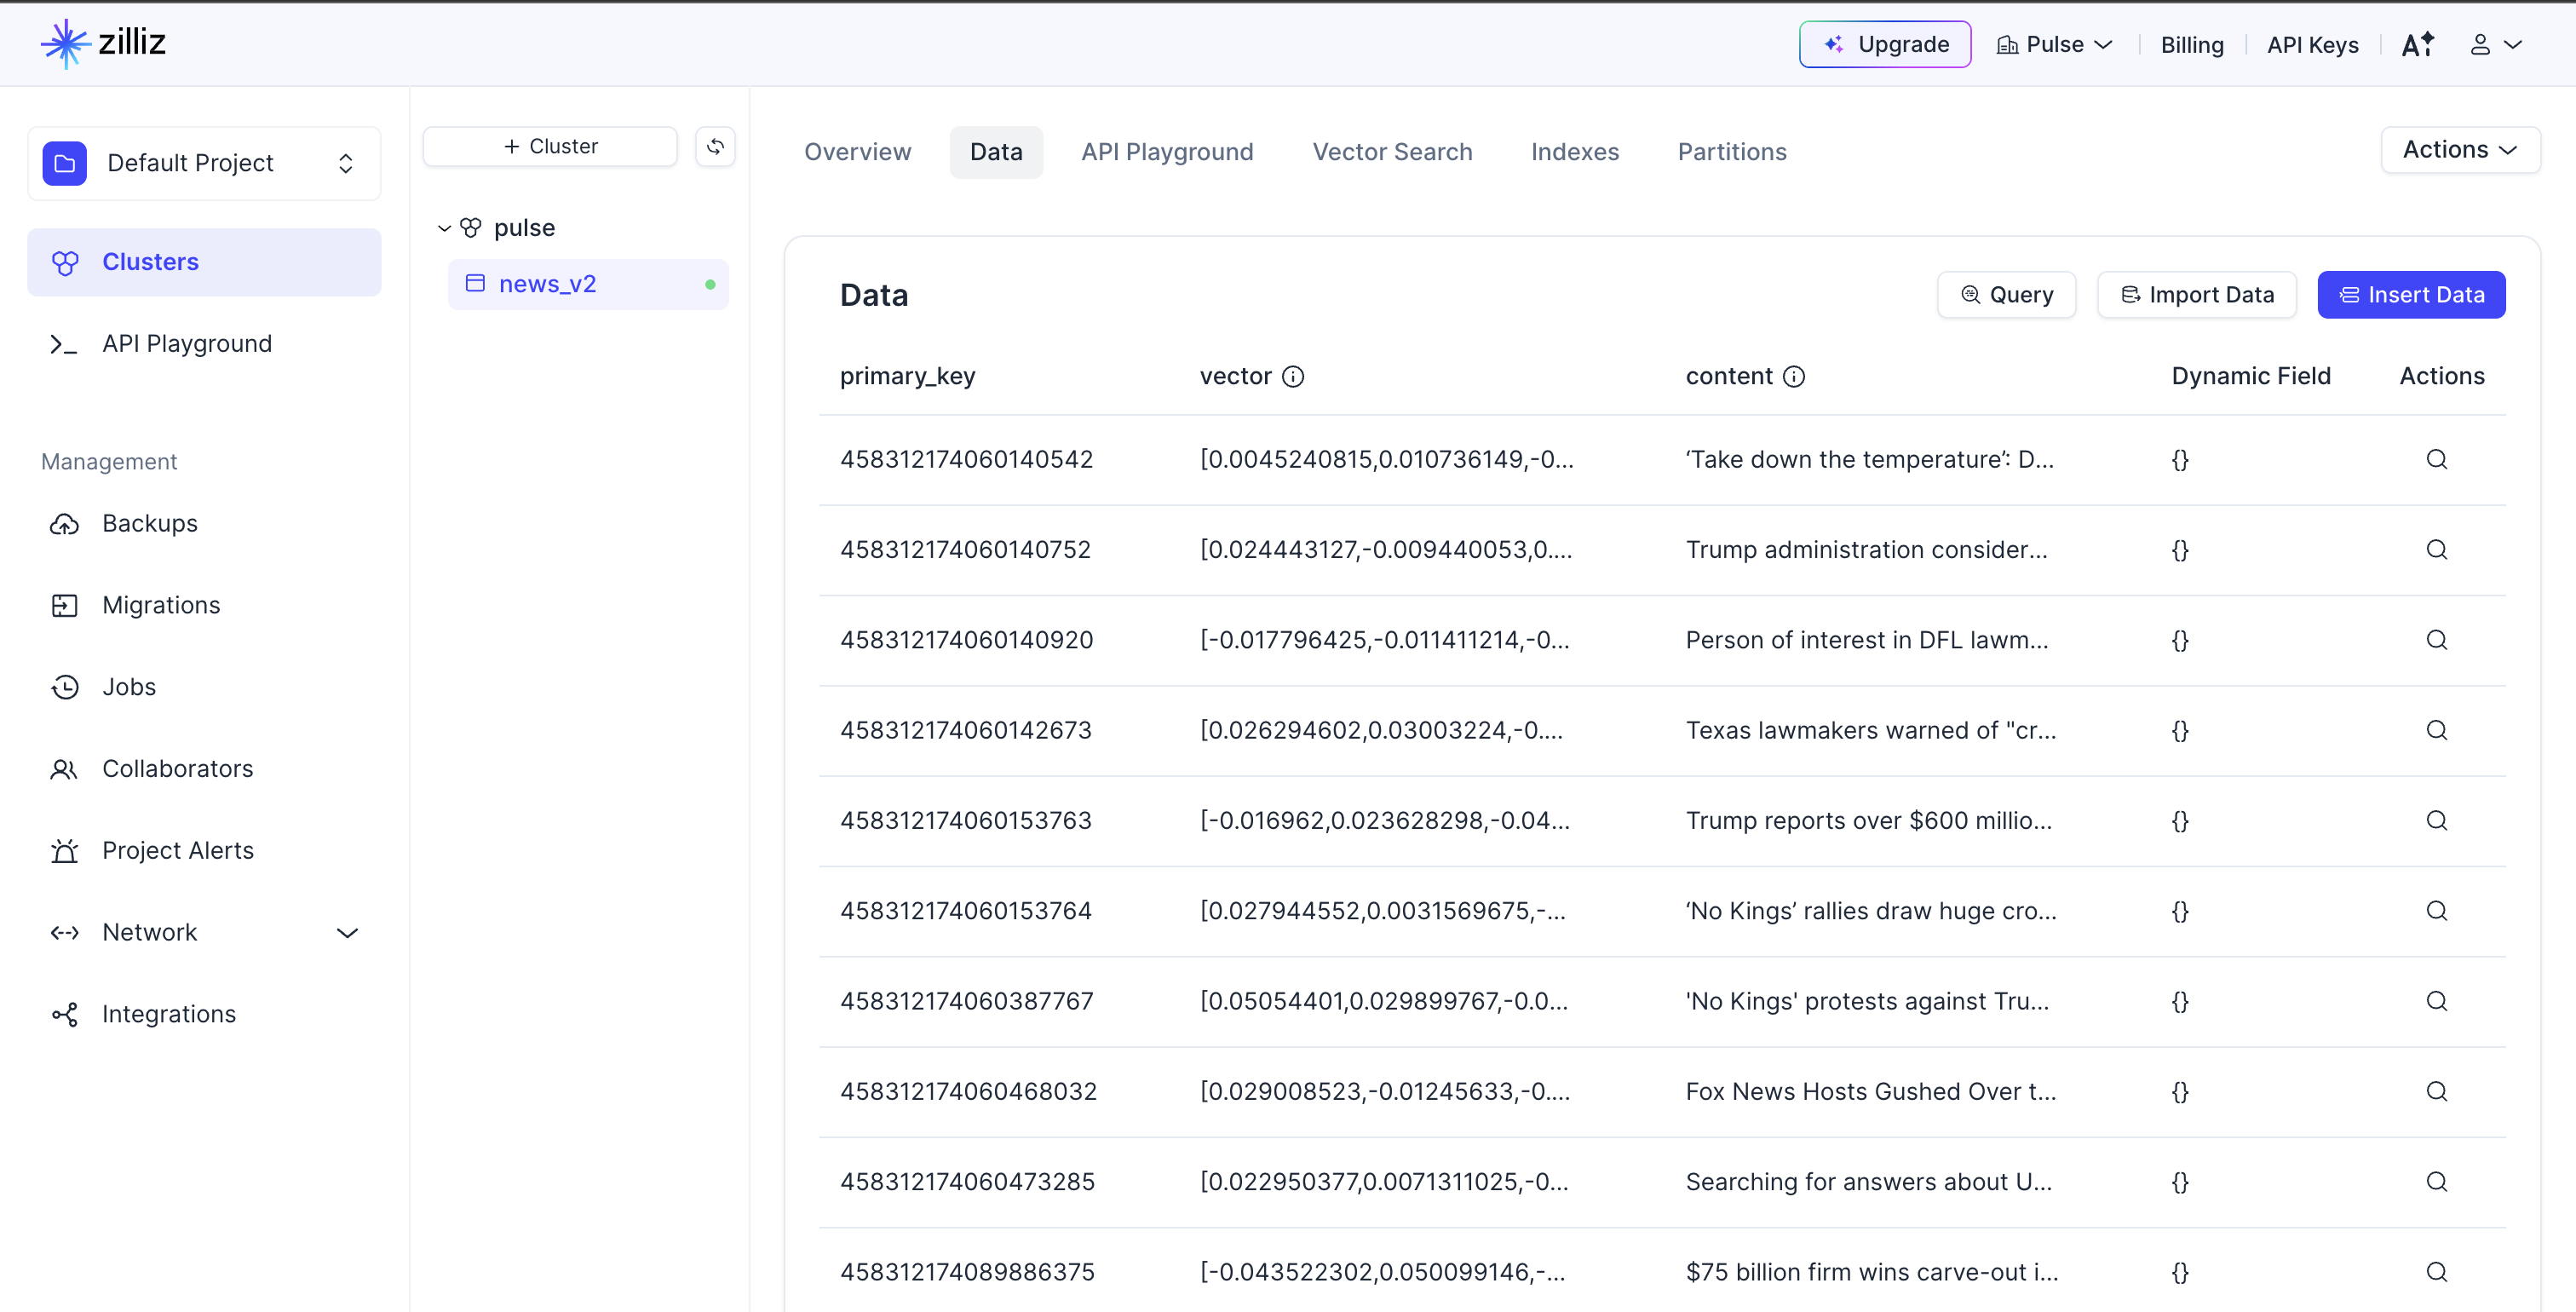 zilliz
Upgrade
Pulse
Billing
API Keys
Default Project
Clusters
API Playground
Management
Backups
Migrations
Jobs
Collaborators
Project Alerts
Network
Integrations
+ Cluster
pulse
news_v2
Overview Data API Playground Vector Search Indexes Partitions
Actions
Data
Query Import Data Insert Data
primary_key vector content Dynamic Field Actions
458312174060140542 [0.0045240815,0.010736149,-0... ‘Take down the temperature’: D... {}
458312174060140752 [0.024443127,-0.009440053,0.... Trump administration consider... {}
458312174060140920 [-0.017796425,-0.011411214,-0... Person of interest in DFL lawm... {}
458312174060142673 [0.026294602,0.03003224,-0.... Texas lawmakers warned of "cr... {}
458312174060153763 [-0.016962,0.023628298,-0.04... Trump reports over $600 millio... {}
458312174060153764 [0.027944552,0.0031569675,-... ‘No Kings’ rallies draw huge cro... {}
458312174060387767 [0.05054401,0.029899767,-0.0... 'No Kings' protests against Tru... {}
458312174060468032 [0.029008523,-0.01245633,-0.... Fox News Hosts Gushed Over t... {}
458312174060473285 [0.022950377,0.0071311025,-0... Searching for answers about U... {}
458312174089886375 [-0.043522302,0.050099146,-... $75 billion firm wins carve-out i... {}